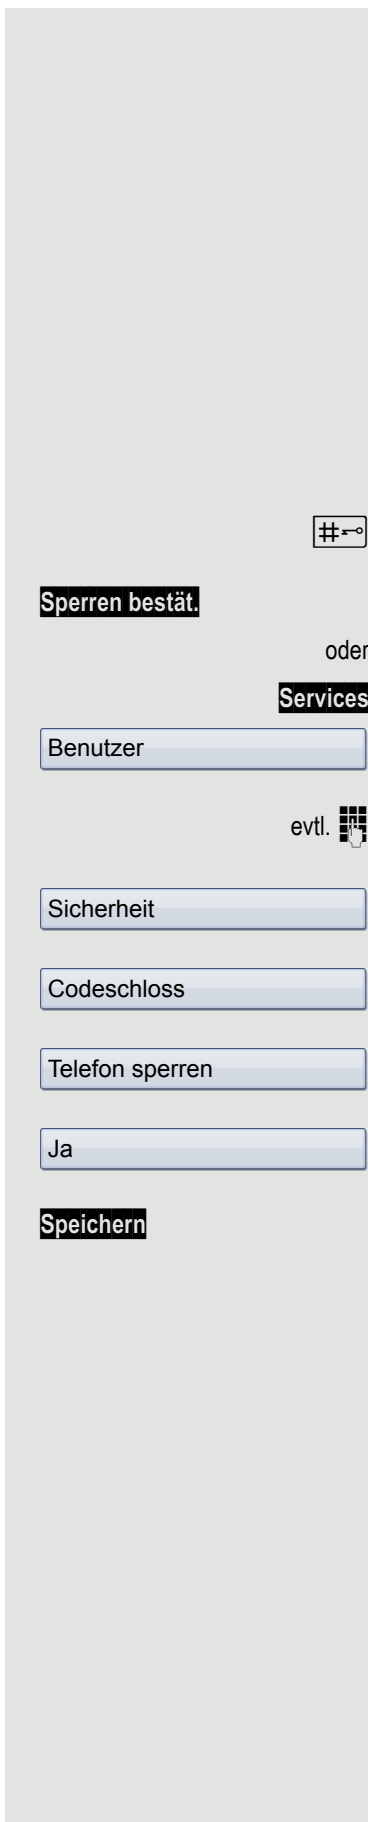 #
Sperren bestät.
oder
Services
Benutzer
evtl.
Sicherheit
Codeschloss
Telefon sperren
Ja
Speichern